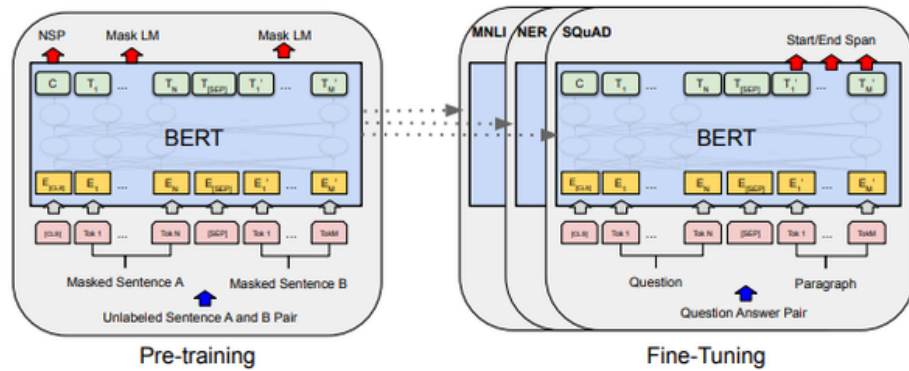 NSP Mask LM Mask LM
C T1 ... TN T[SEP] T1' ... TM'
BERT
E[CLS] E1 ... EN E[SEP] E1' ... EM'
[CLS] Tok 1 ... Tok N [SEP] Tok 1 ... TokM
Masked Sentence A Masked Sentence B
Unlabeled Sentence A and B Pair
Pre-training
MNLI NER SQuAD
Start/End Span
C T1 ... TN T[SEP] T1' ... TM'
BERT
E[CLS] E1 ... EN E[SEP] E1' ... EM'
[CLS] Tok 1 ... Tok N [SEP] Tok 1 ... TokM
Question Paragraph
Question Answer Pair
Fine-Tuning